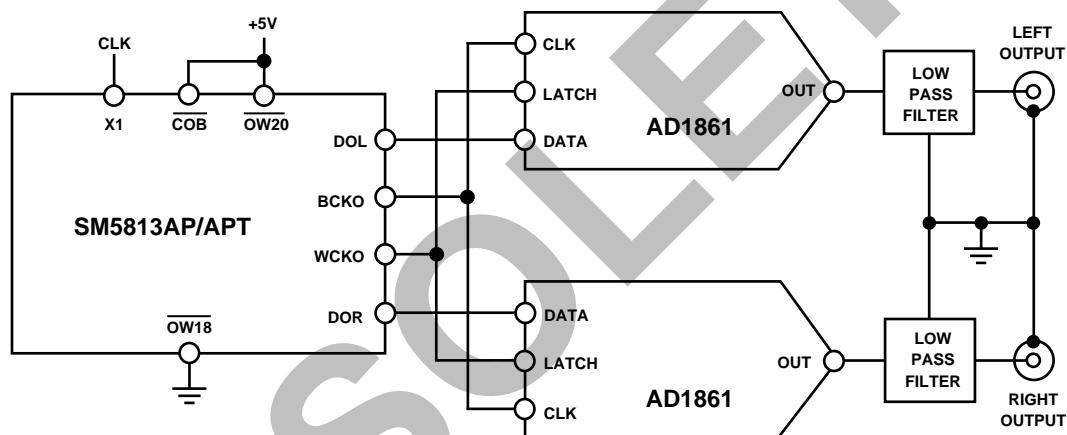 +5V
CLK
X1
COB
OW20
DOL
BCKO
WCKO
DOR
SM5813AP/APT
OW18
CLK
LATCH
DATA
OUT
AD1861
LOW
PASS
FILTER
LEFT
OUTPUT
DATA
LATCH
CLK
OUT
AD1861
LOW
PASS
FILTER
RIGHT
OUTPUT